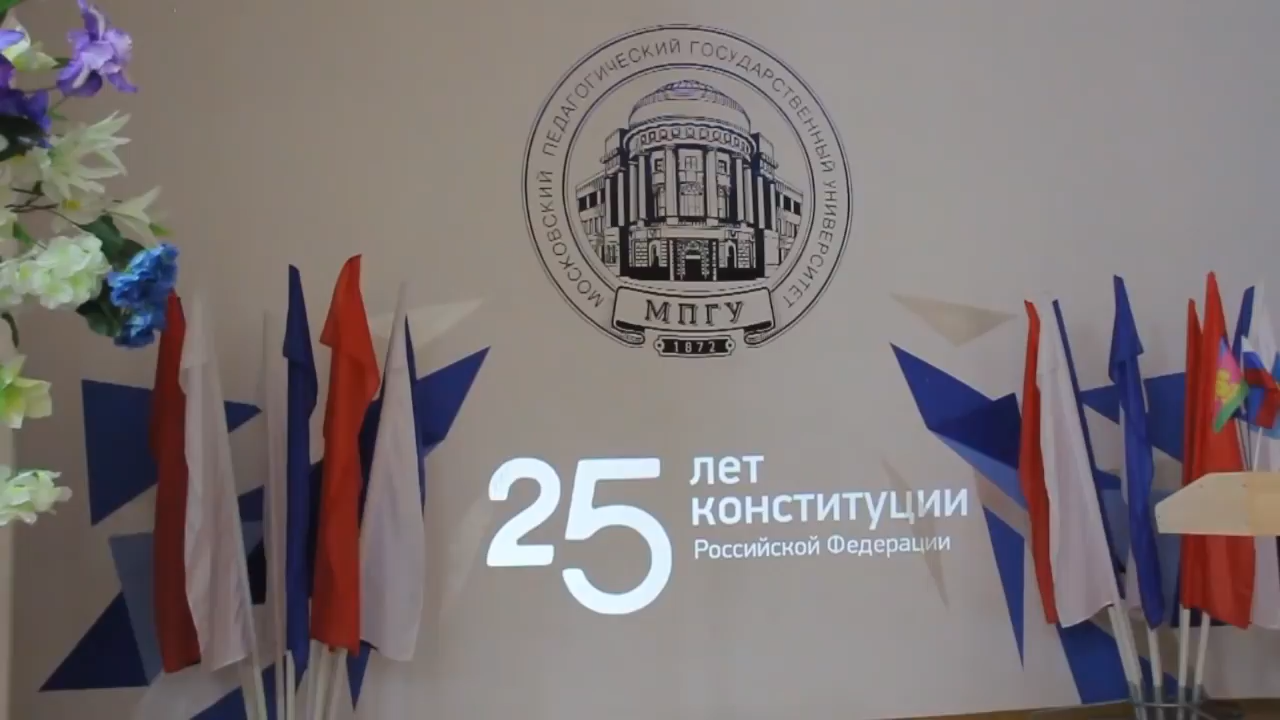 МОСКОВСКИЙ ПЕДАГОГИЧЕСКИЙ ГОСУДАРСТВЕННЫЙ УНИВЕРСИТЕТ
МПГУ
1872
25
лет
конституции
Российской Федерации